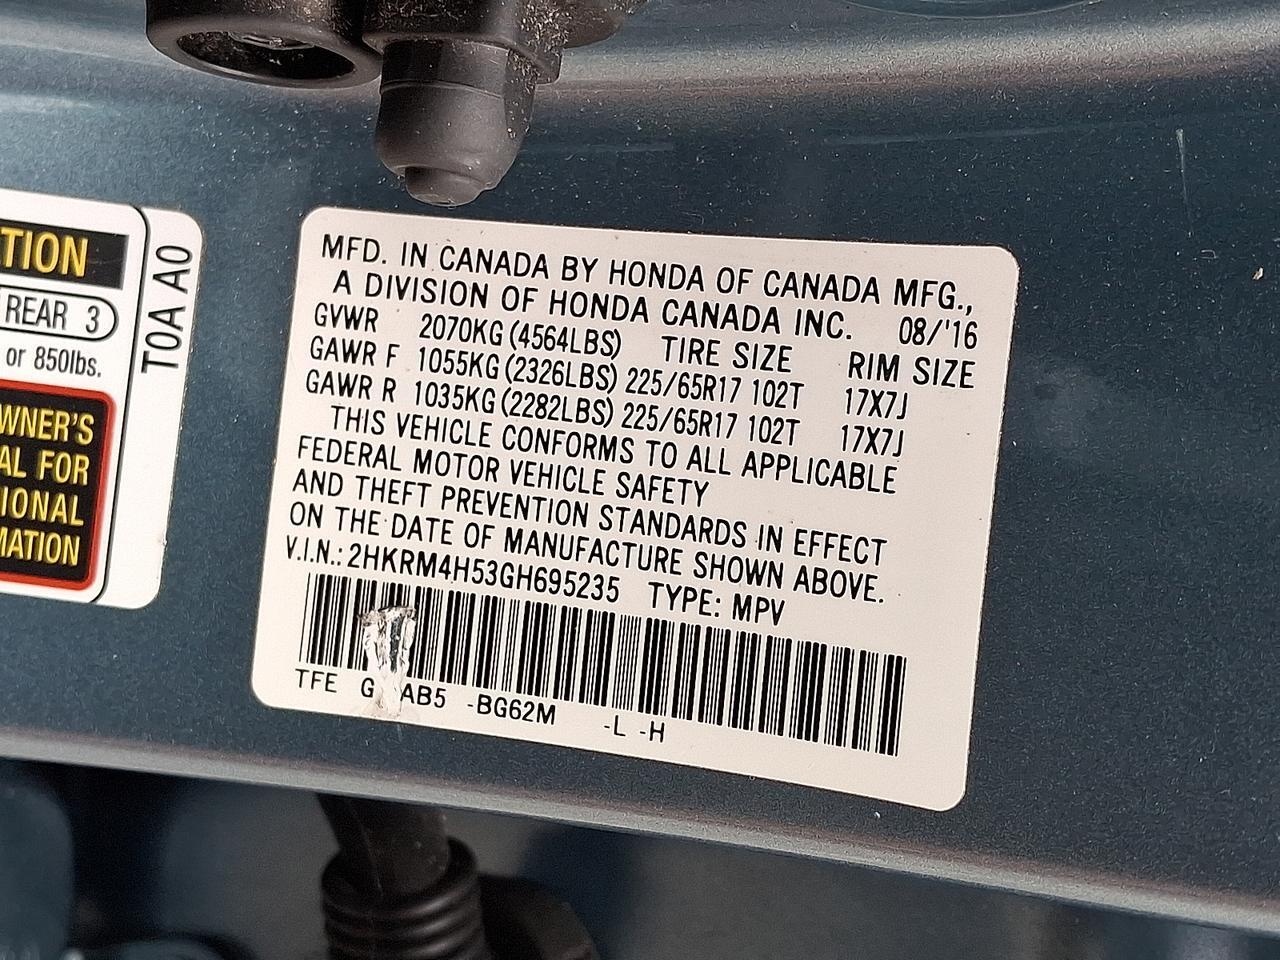 TION
REAR 3
or 850lbs.
WNER'S
AL FOR
IONAL
MATION
T0A A0
MFD. IN CANADA BY HONDA OF CANADA MFG.,
A DIVISION OF HONDA CANADA INC. 08/'16
GVWR 2070KG (4564LBS) TIRE SIZE RIM SIZE
GAWR F 1055KG (2326LBS) 225/65R17 102T 17X7J
GAWR R 1035KG (2282LBS) 225/65R17 102T 17X7J
THIS VEHICLE CONFORMS TO ALL APPLICABLE
FEDERAL MOTOR VEHICLE SAFETY
AND THEFT PREVENTION STANDARDS IN EFFECT
ON THE DATE OF MANUFACTURE SHOWN ABOVE.
V.I.N.: 2HKRM4H53GH695235 TYPE: MPV
TFE G AB5 -BG62M -L -H